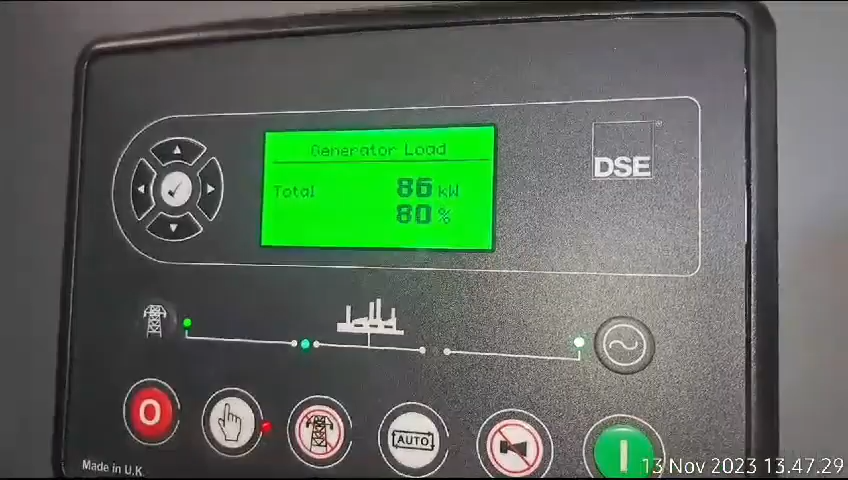 Generator Load
Total 86 kW
80 %
DSE
AUTO
Made in U.K.
13 Nov 2023 13.47.29